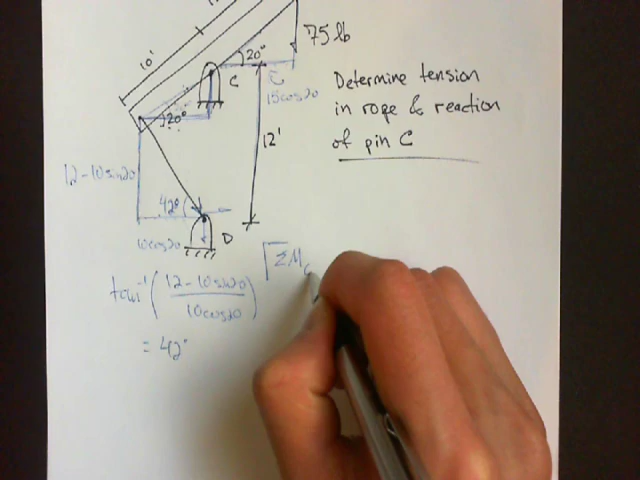 10'
75 lb
20°
C
15cos20
Determine tension
in rope & reaction
of pin C
20°
12'
12-10sin20
42°
D
10cos20
ΣM
tan⁻¹ (12-10sin20 / 10cos20)
= 42°